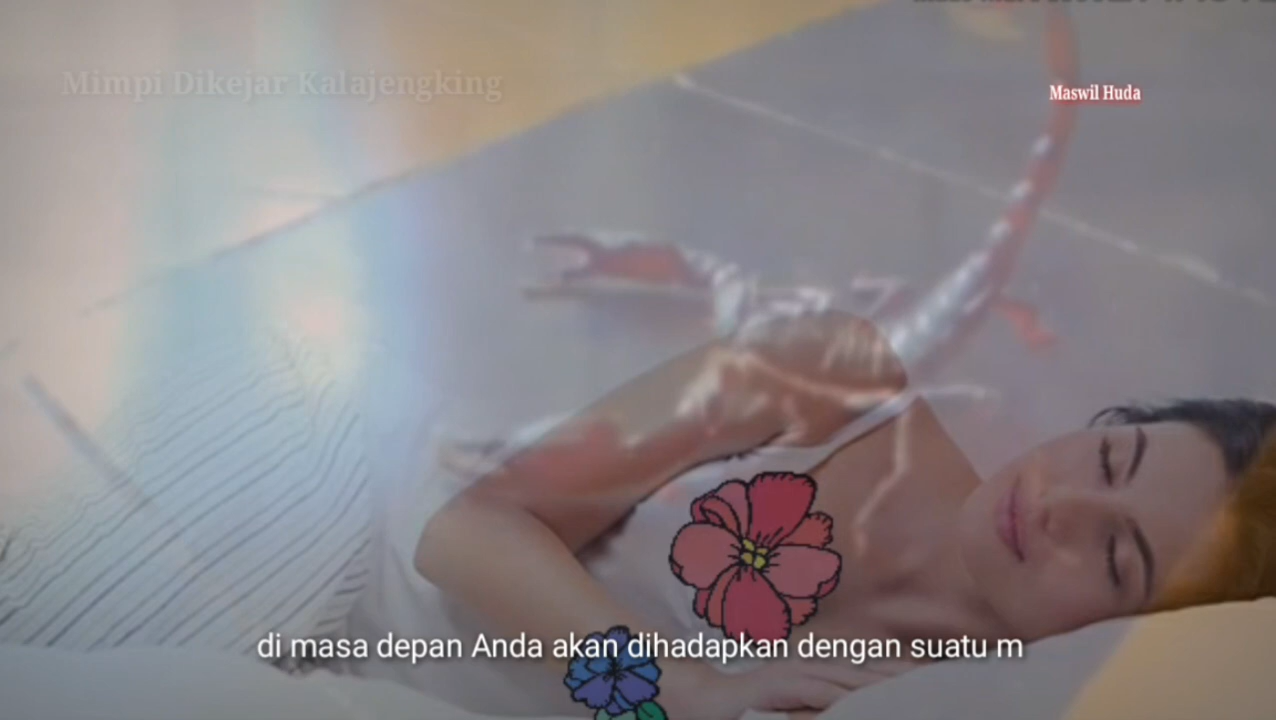 Mimpi Dikejar Kalajengking
Maswil Huda
di masa depan Anda akan dihadapkan dengan suatu m